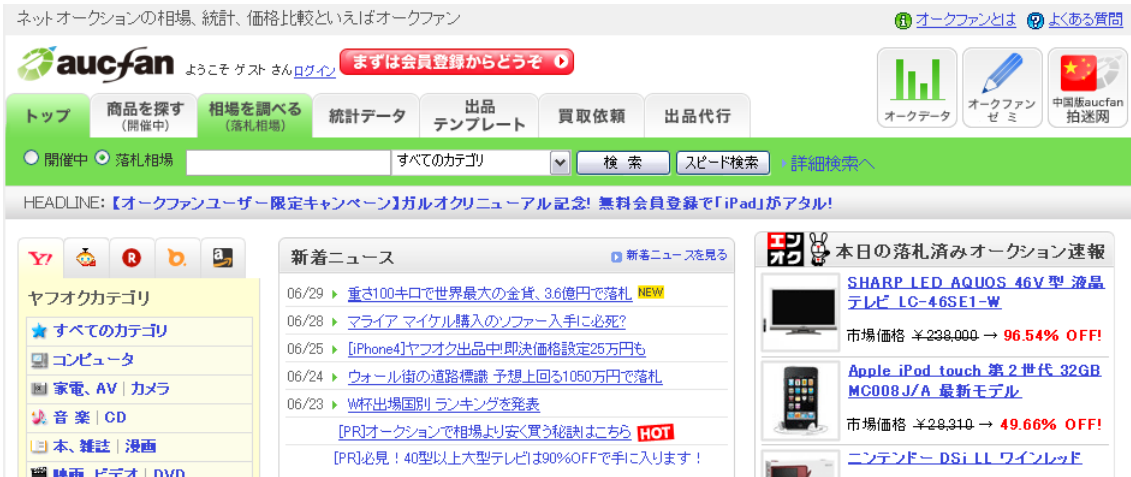 ネットオークションの相場、統計、価格比較といえばオークファン
オークファンとは よくある質問
aucfan ようこそ ゲスト さんログイン まずは会員登録からどうぞ
オークデータ
オークファン
ゼミ
中国版aucfan
拍迷网
トップ
商品を探す
(開催中)
相場を調べる
(落札相場)
統計データ
出品
テンプレート
買取依頼
出品代行
開催中 落札相場 すべてのカテゴリ 検 索 スピード検索 詳細検索へ
HEADLINE:【オークファンユーザー限定キャンペーン】ガルオクリニューアル記念! 無料会員登録で「iPad」がアタル!
Y! R b. a
ヤフオクカテゴリ
すべてのカテゴリ
コンピュータ
家電、AV|カメラ
音 楽|CD
本、雑誌|漫画
映画, ビデオ|DVD
新着ニュース 新着ニュースを見る
06/29 重さ100キロで世界最大の金貨、3.6億円で落札 NEW
06/28 マライア マイケル購入のソファー入手に必死?
06/25 [iPhone4]ヤフオク出品中!即決価格設定25万円も
06/24 ウォール街の道路標識 予想上回る1050万円で落札
06/23 W杯出場国別 ランキングを発表
[PR]オークションで相場より安く買う秘訣はこちら HOT
[PR]必見!40型以上大型テレビは90%OFFで手に入ります!
エン
オク
本日の落札済みオークション速報
SHARP LED AQUOS 46V型 液晶
テレビ LC-46SE1-W
市場価格 ¥238,000 → 96.54% OFF!
Apple iPod touch 第2世代 32GB
MC008J/A 最新モデル
市場価格 ¥28,310 → 49.66% OFF!
ニンテンドー DSi LL ワインレッド